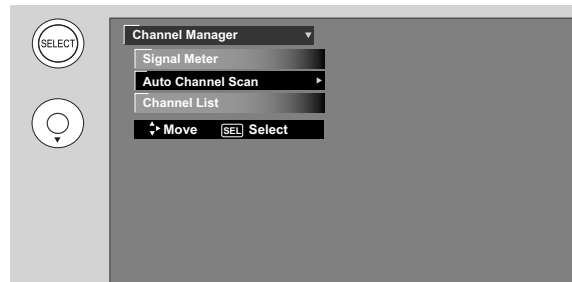 SELECT
Channel Manager
Signal Meter
Auto Channel Scan
Channel List
Move SEL Select